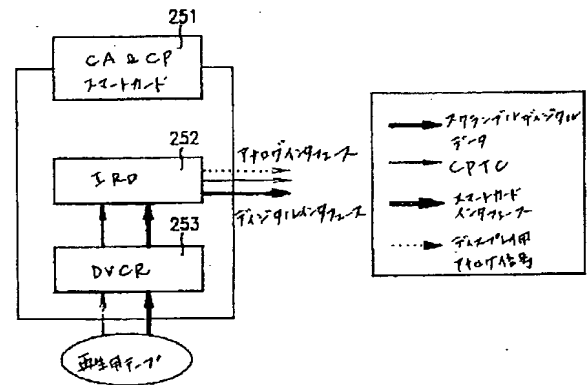 251
CA & CP
スマートカード
252
IRD
アナログインタフェース
ディジタルインタフェース
253
DVCR
再生用テープ
スクランブルディジタル
データ
CPTC
スマートカード
インタフェース
ディスプレイ用
アナログ信号